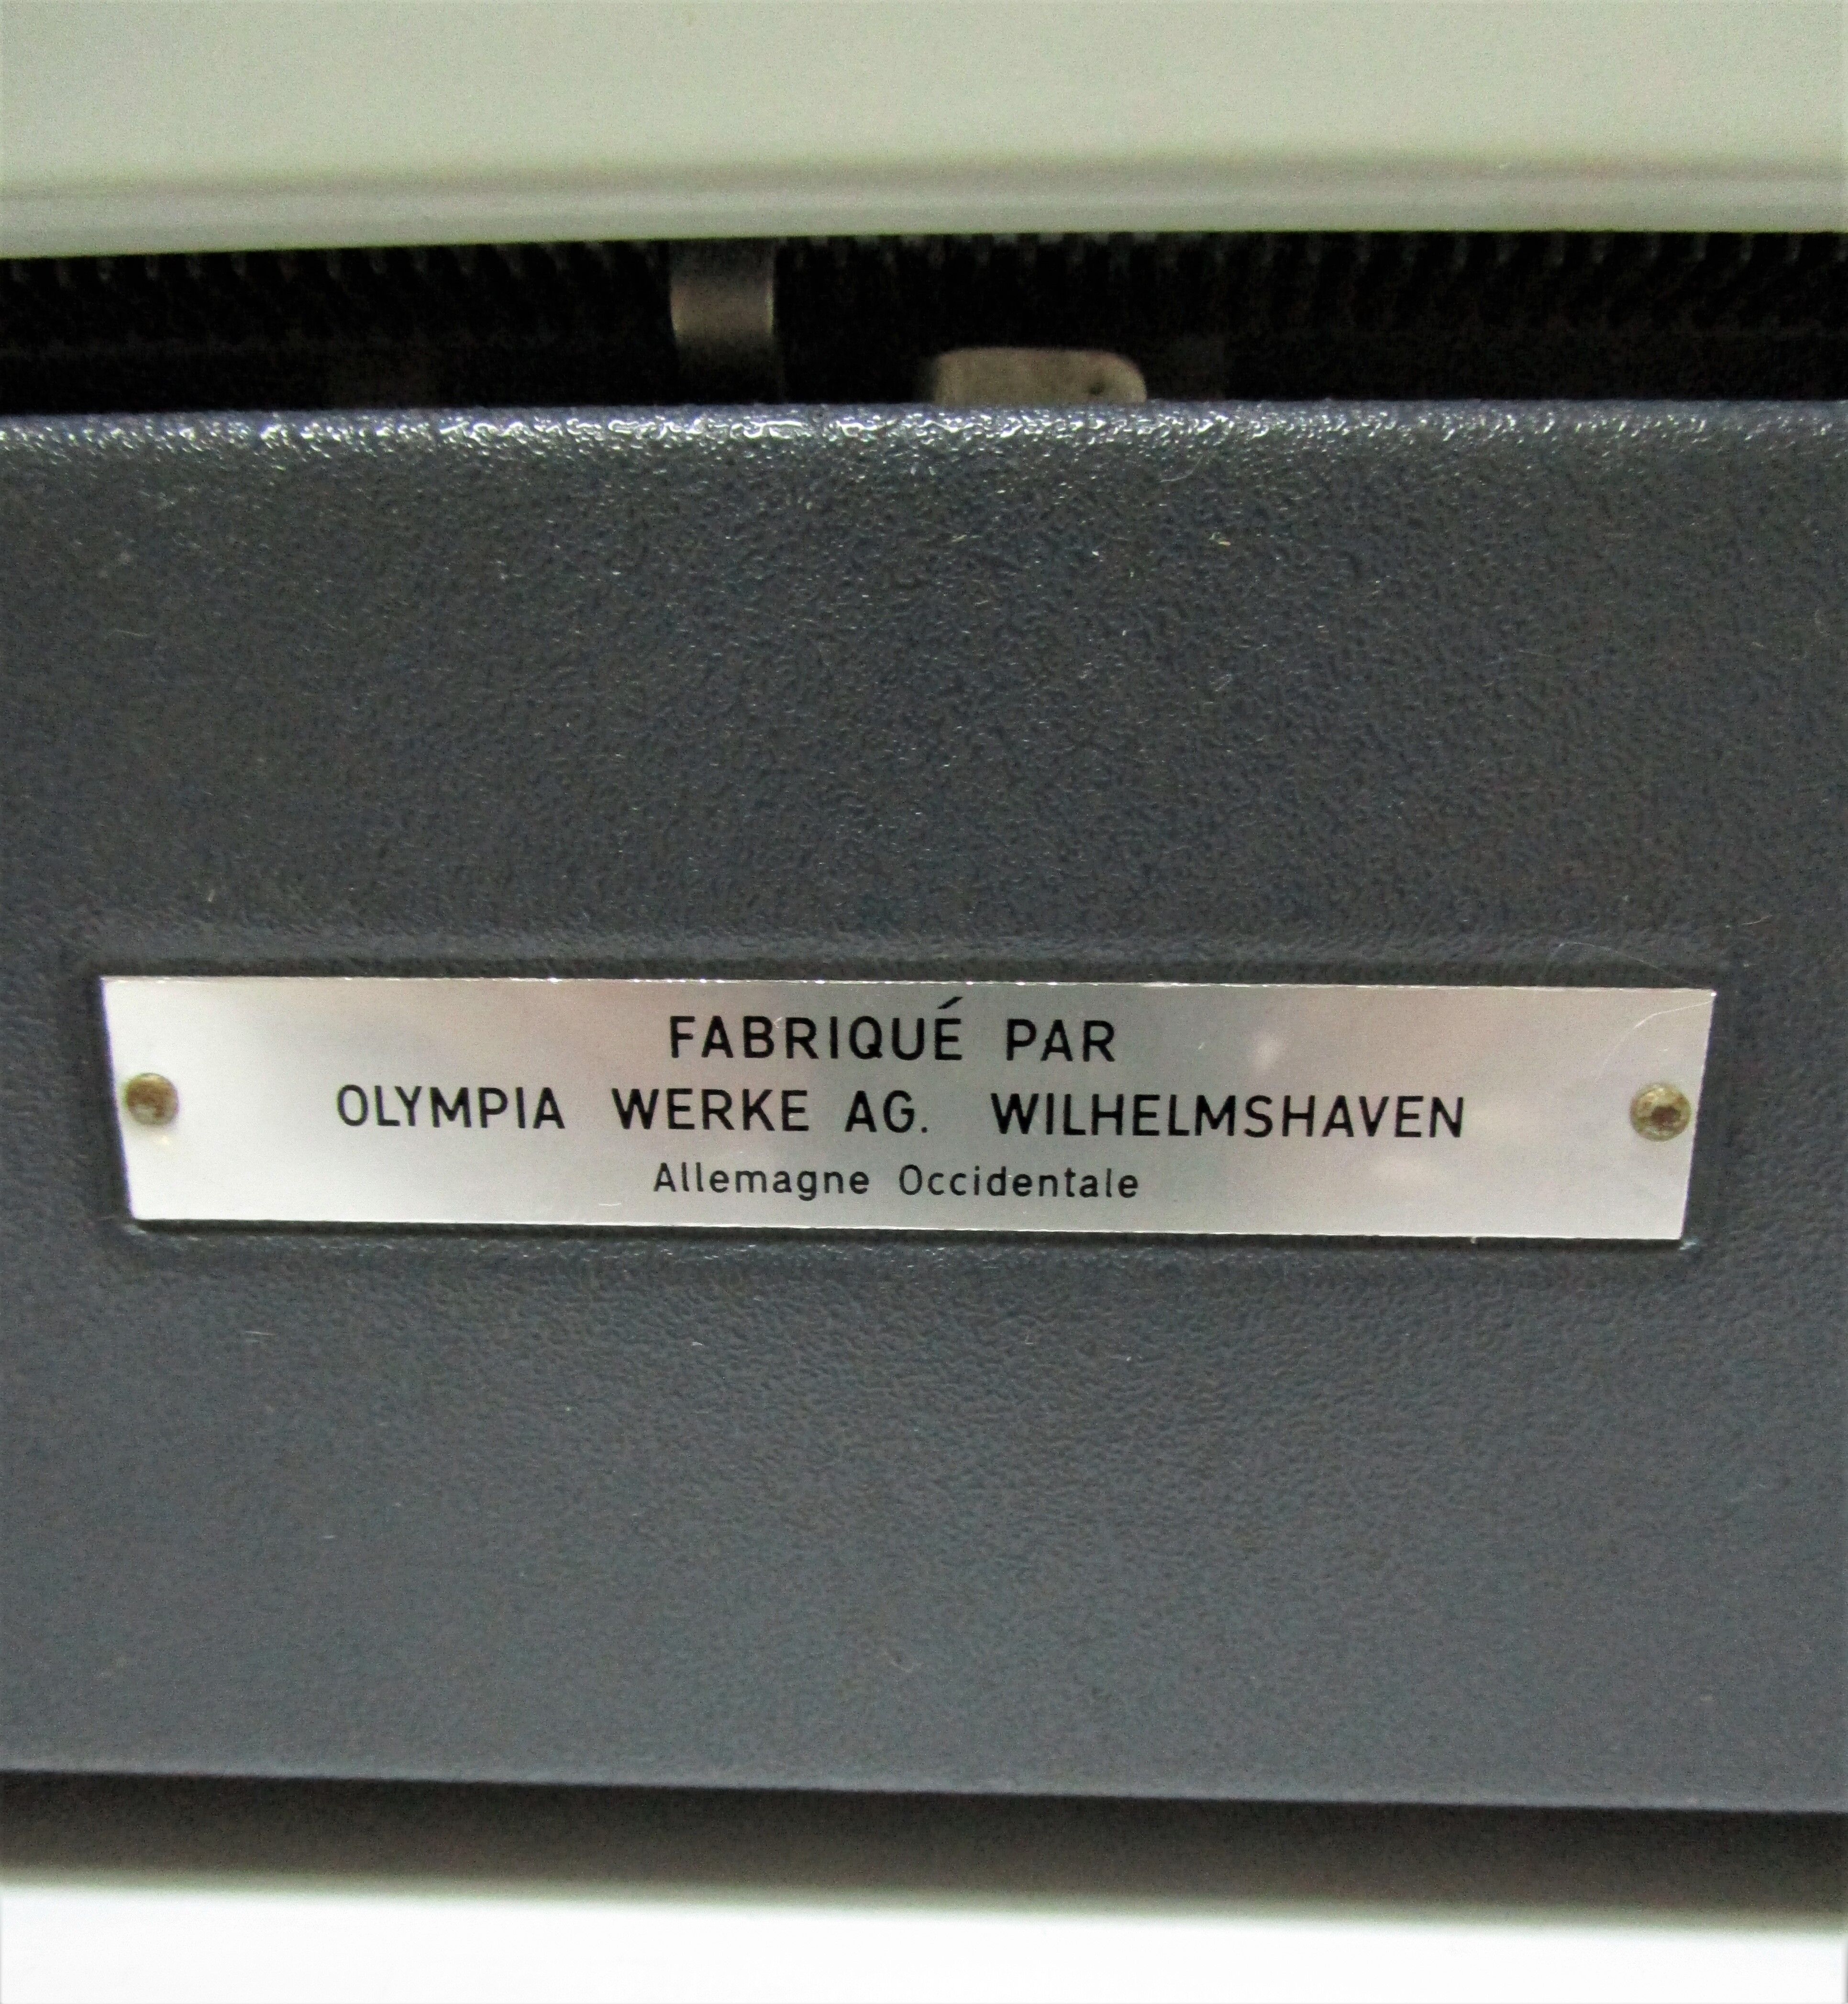 FABRIQUÉ PAR
OLYMPIA WERKE AG. WILHELMSHAVEN
Allemagne Occidentale